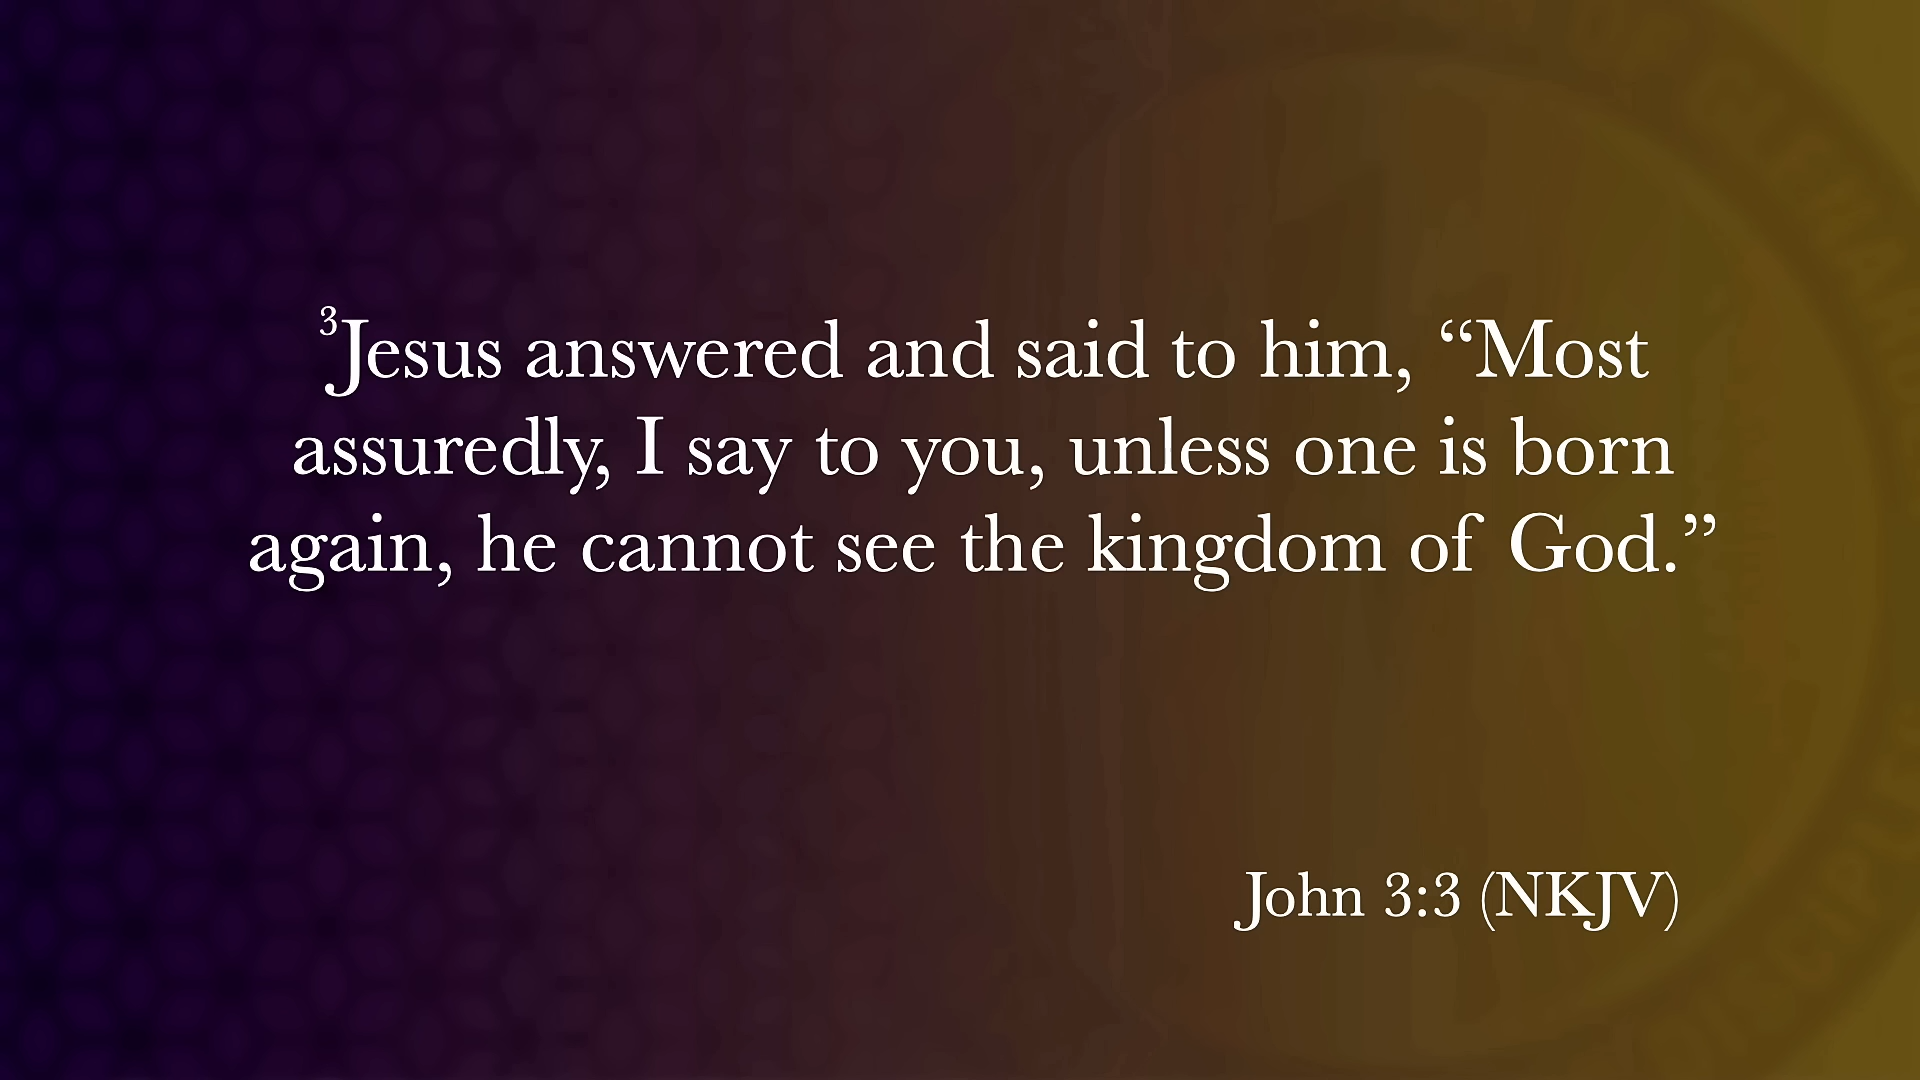 ³Jesus answered and said to him, “Most
assuredly, I say to you, unless one is born
again, he cannot see the kingdom of God.”
John 3:3 (NKJV)